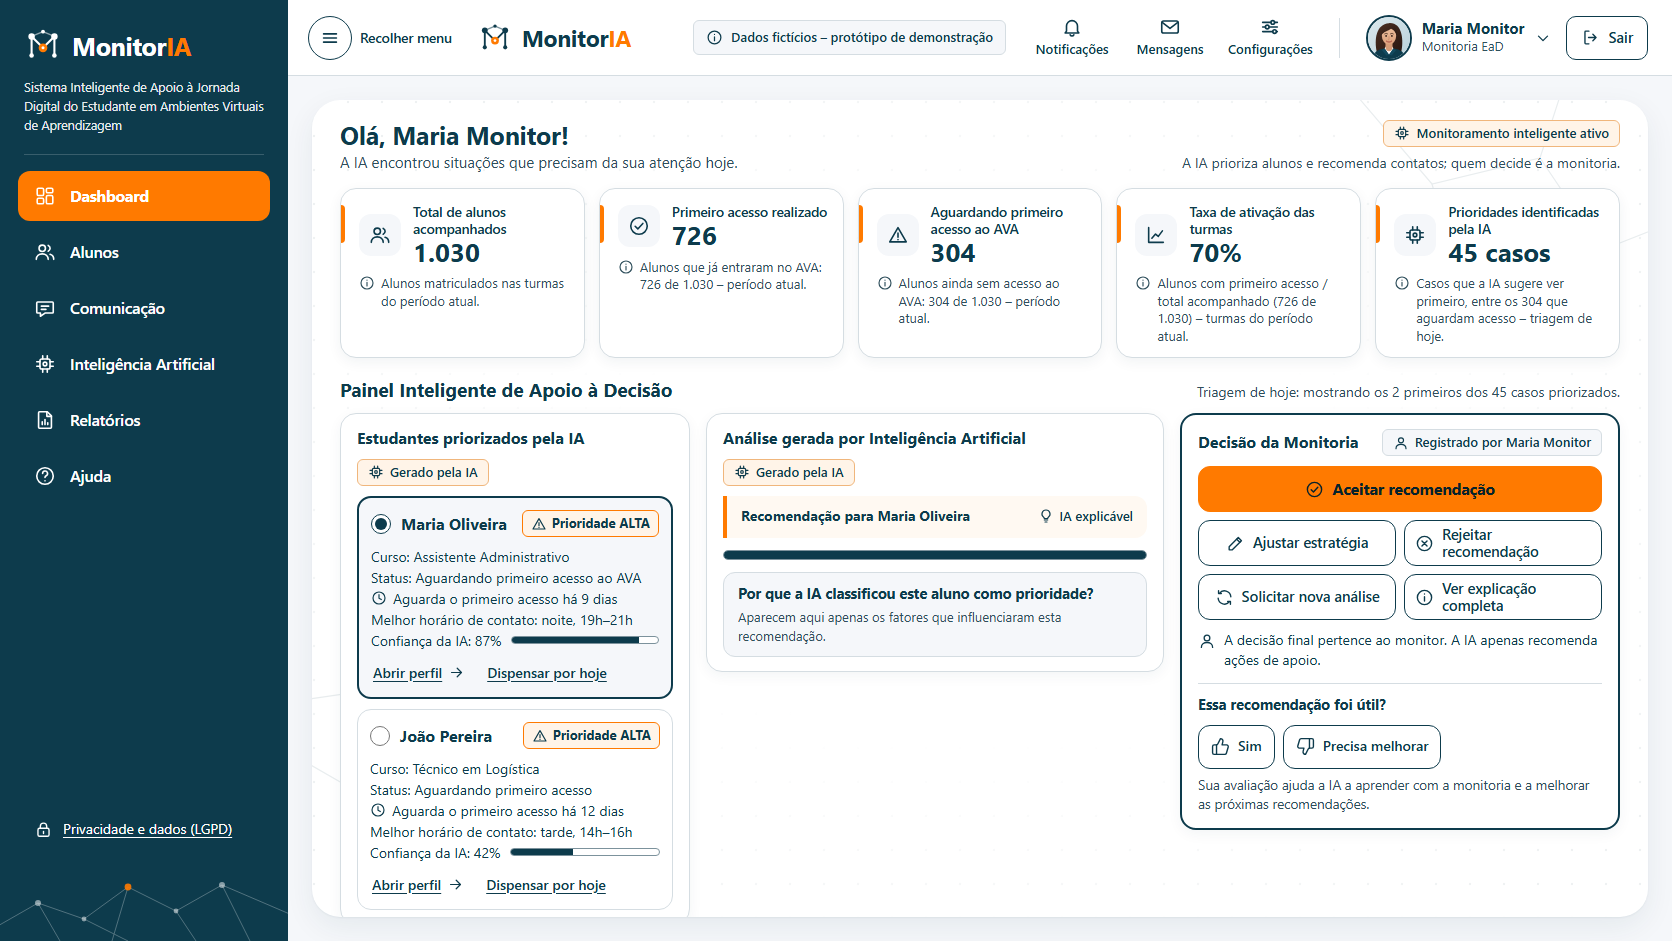 MonitorIA
Sistema Inteligente de Apoio à Jornada
Digital do Estudante em Ambientes Virtuais
de Aprendizagem
Dashboard
Alunos
Comunicação
Inteligência Artificial
Relatórios
Ajuda
Privacidade e dados (LGPD)
Recolher menu
MonitorIA
Dados fictícios – protótipo de demonstração
Notificações
Mensagens
Configurações
Maria Monitor
Monitoria EaD
Sair
Olá, Maria Monitor!
A IA encontrou situações que precisam da sua atenção hoje.
Monitoramento inteligente ativo
A IA prioriza alunos e recomenda contatos; quem decide é a monitoria.
Total de alunos
acompanhados
1.030
Alunos matriculados nas turmas
do período atual.
Primeiro acesso realizado
726
Alunos que já entraram no AVA:
726 de 1.030 – período atual.
Aguardando primeiro
acesso ao AVA
304
Alunos ainda sem acesso ao
AVA: 304 de 1.030 – período
atual.
Taxa de ativação das
turmas
70%
Alunos com primeiro acesso /
total acompanhado (726 de
1.030) – turmas do período
atual.
Prioridades identificadas
pela IA
45 casos
Casos que a IA sugere ver
primeiro, entre os 304 que
aguardam acesso – triagem de
hoje.
Painel Inteligente de Apoio à Decisão
Triagem de hoje: mostrando os 2 primeiros dos 45 casos priorizados.
Estudantes priorizados pela IA
Gerado pela IA
Maria Oliveira
Prioridade ALTA
Curso: Assistente Administrativo
Status: Aguardando primeiro acesso ao AVA
Aguarda o primeiro acesso há 9 dias
Melhor horário de contato: noite, 19h–21h
Confiança da IA: 87%
Abrir perfil
Dispensar por hoje
João Pereira
Prioridade ALTA
Curso: Técnico em Logística
Status: Aguardando primeiro acesso
Aguarda o primeiro acesso há 12 dias
Melhor horário de contato: tarde, 14h–16h
Confiança da IA: 42%
Abrir perfil
Dispensar por hoje
Análise gerada por Inteligência Artificial
Gerado pela IA
Recomendação para Maria Oliveira
IA explicável
Por que a IA classificou este aluno como prioridade?
Aparecem aqui apenas os fatores que influenciaram esta
recomendação.
Decisão da Monitoria
Registrado por Maria Monitor
Aceitar recomendação
Ajustar estratégia
Rejeitar
recomendação
Solicitar nova análise
Ver explicação
completa
A decisão final pertence ao monitor. A IA apenas recomenda
ações de apoio.
Essa recomendação foi útil?
Sim
Precisa melhorar
Sua avaliação ajuda a IA a aprender com a monitoria e a melhorar
as próximas recomendações.